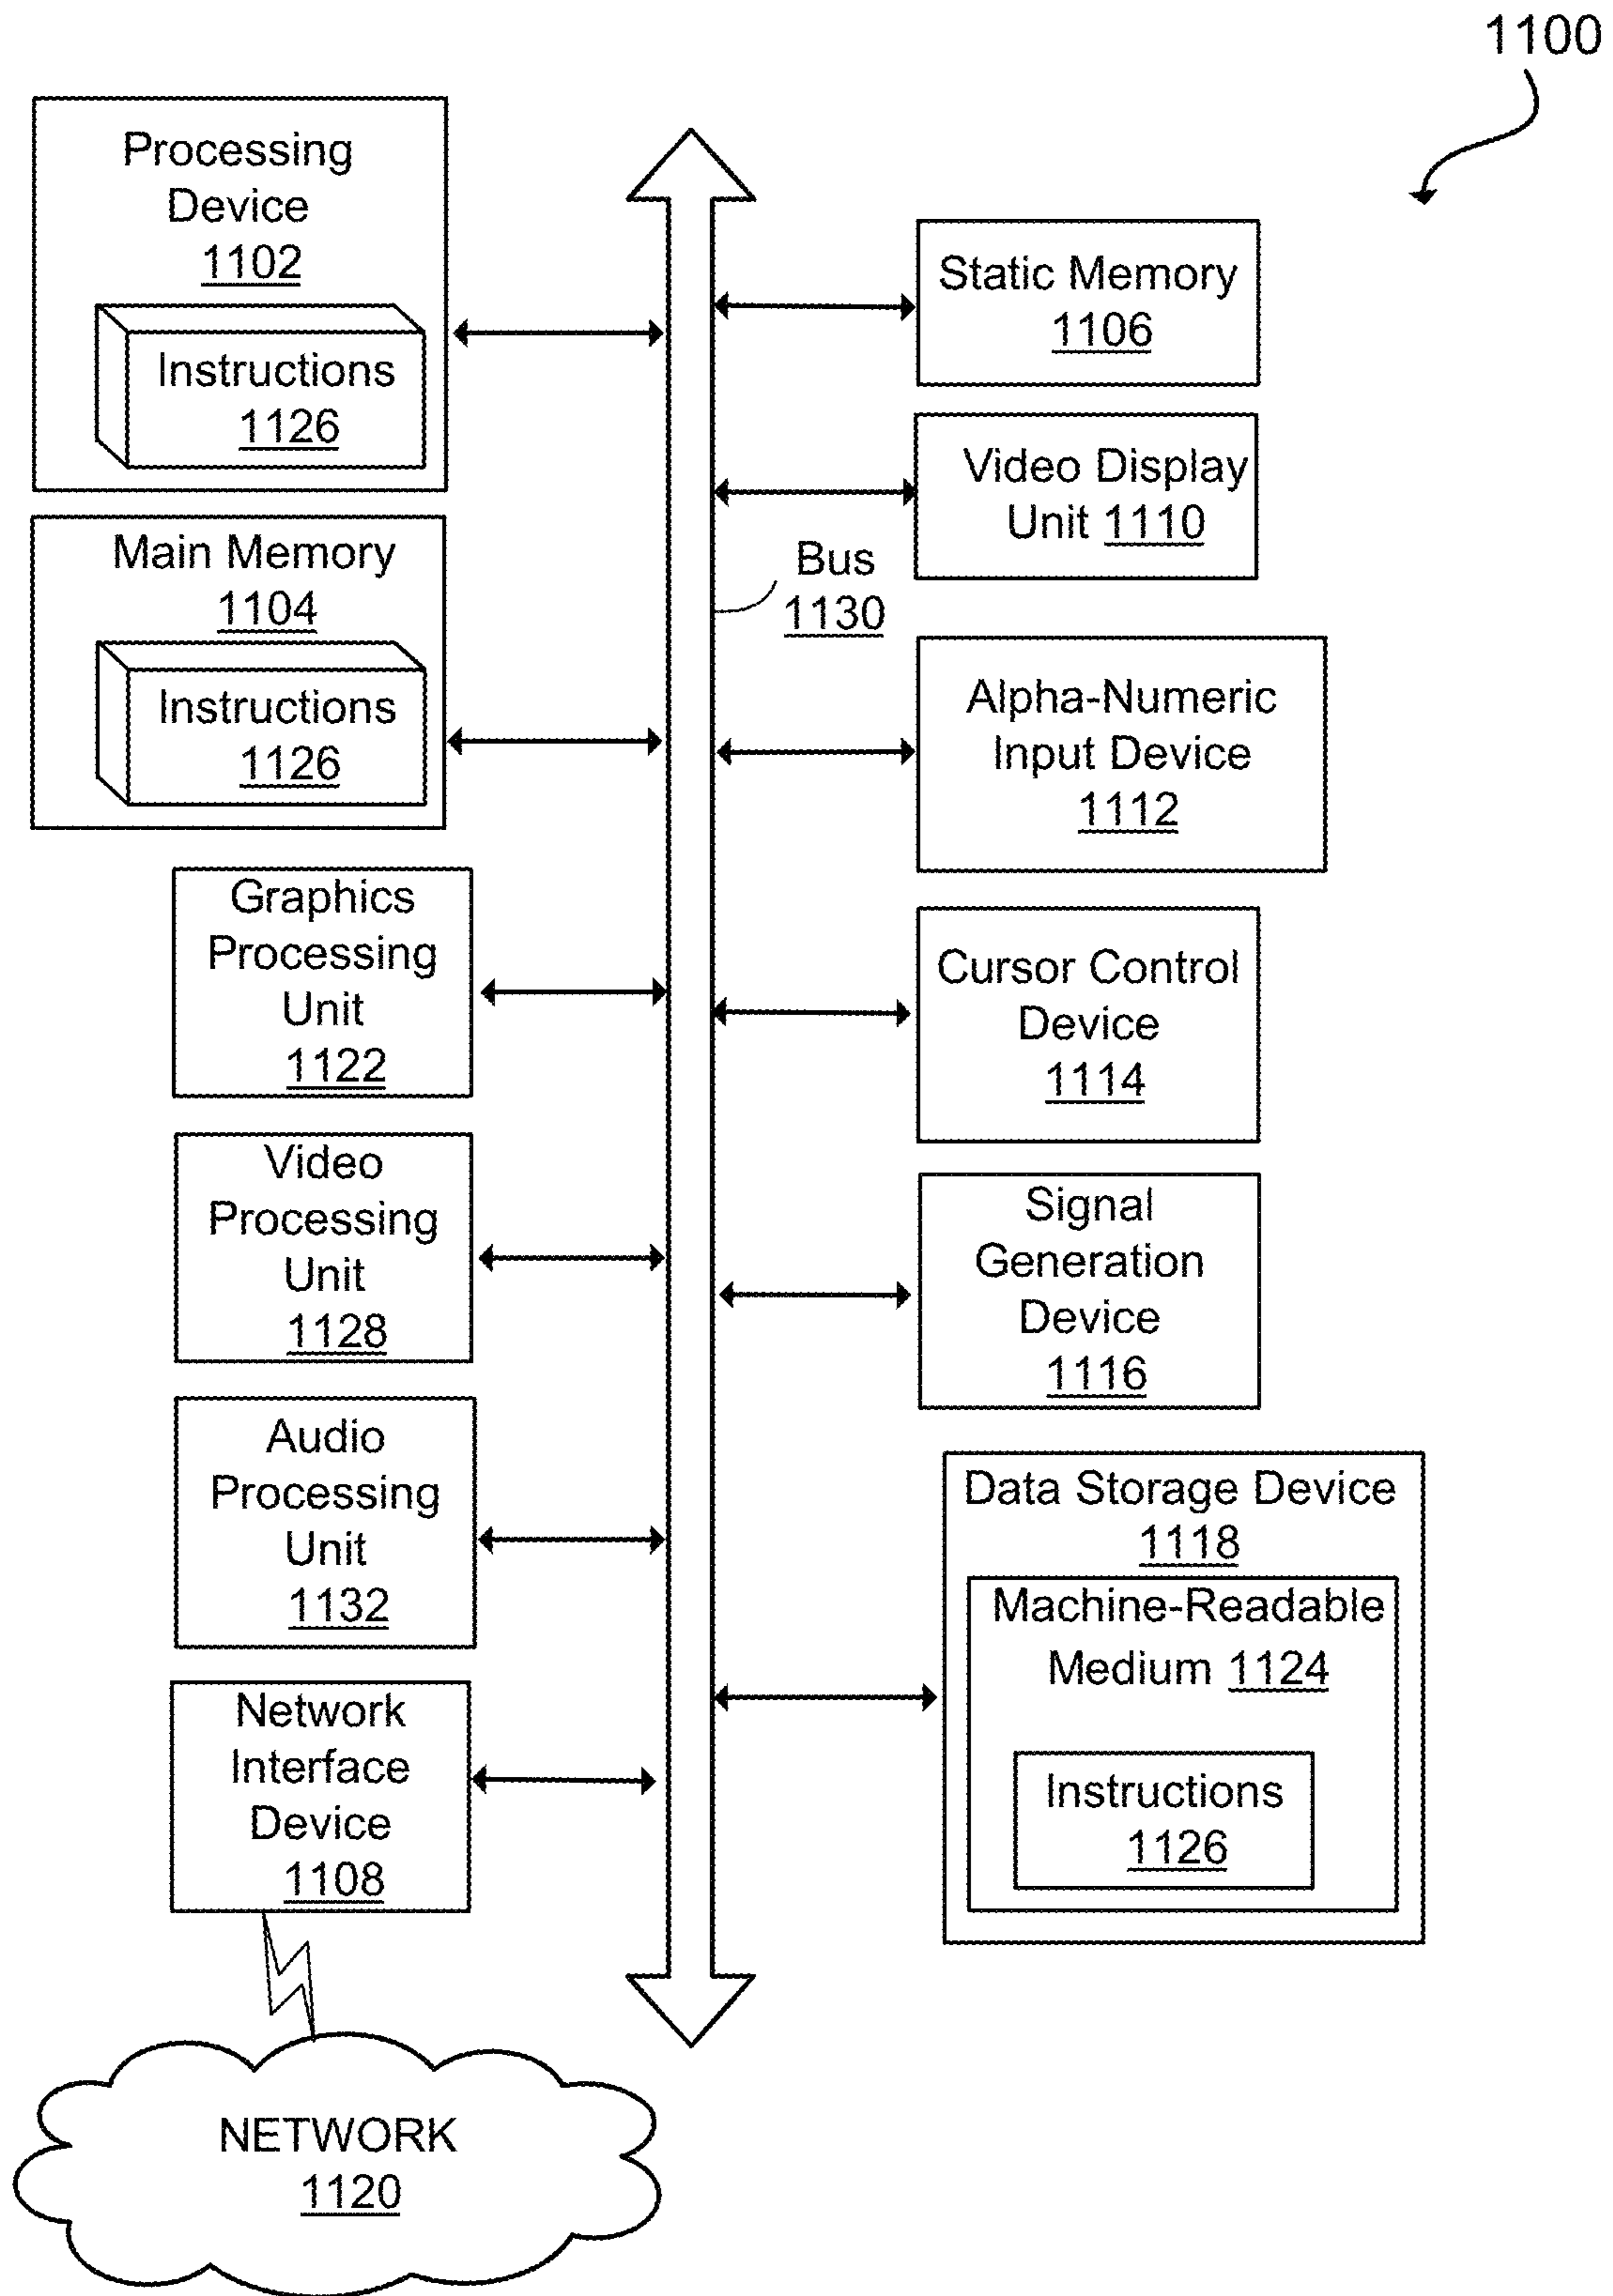 1100
Processing
Device
1102
Instructions
1126
Main Memory
1104
Instructions
1126
Graphics
Processing
Unit
1122
Video
Processing
Unit
1128
Audio
Processing
Unit
1132
Network
Interface
Device
1108
NETWORK
1120
Bus
1130
Static Memory
1106
Video Display
Unit 1110
Alpha-Numeric
Input Device
1112
Cursor Control
Device
1114
Signal
Generation
Device
1116
Data Storage Device
1118
Machine-Readable
Medium 1124
Instructions
1126